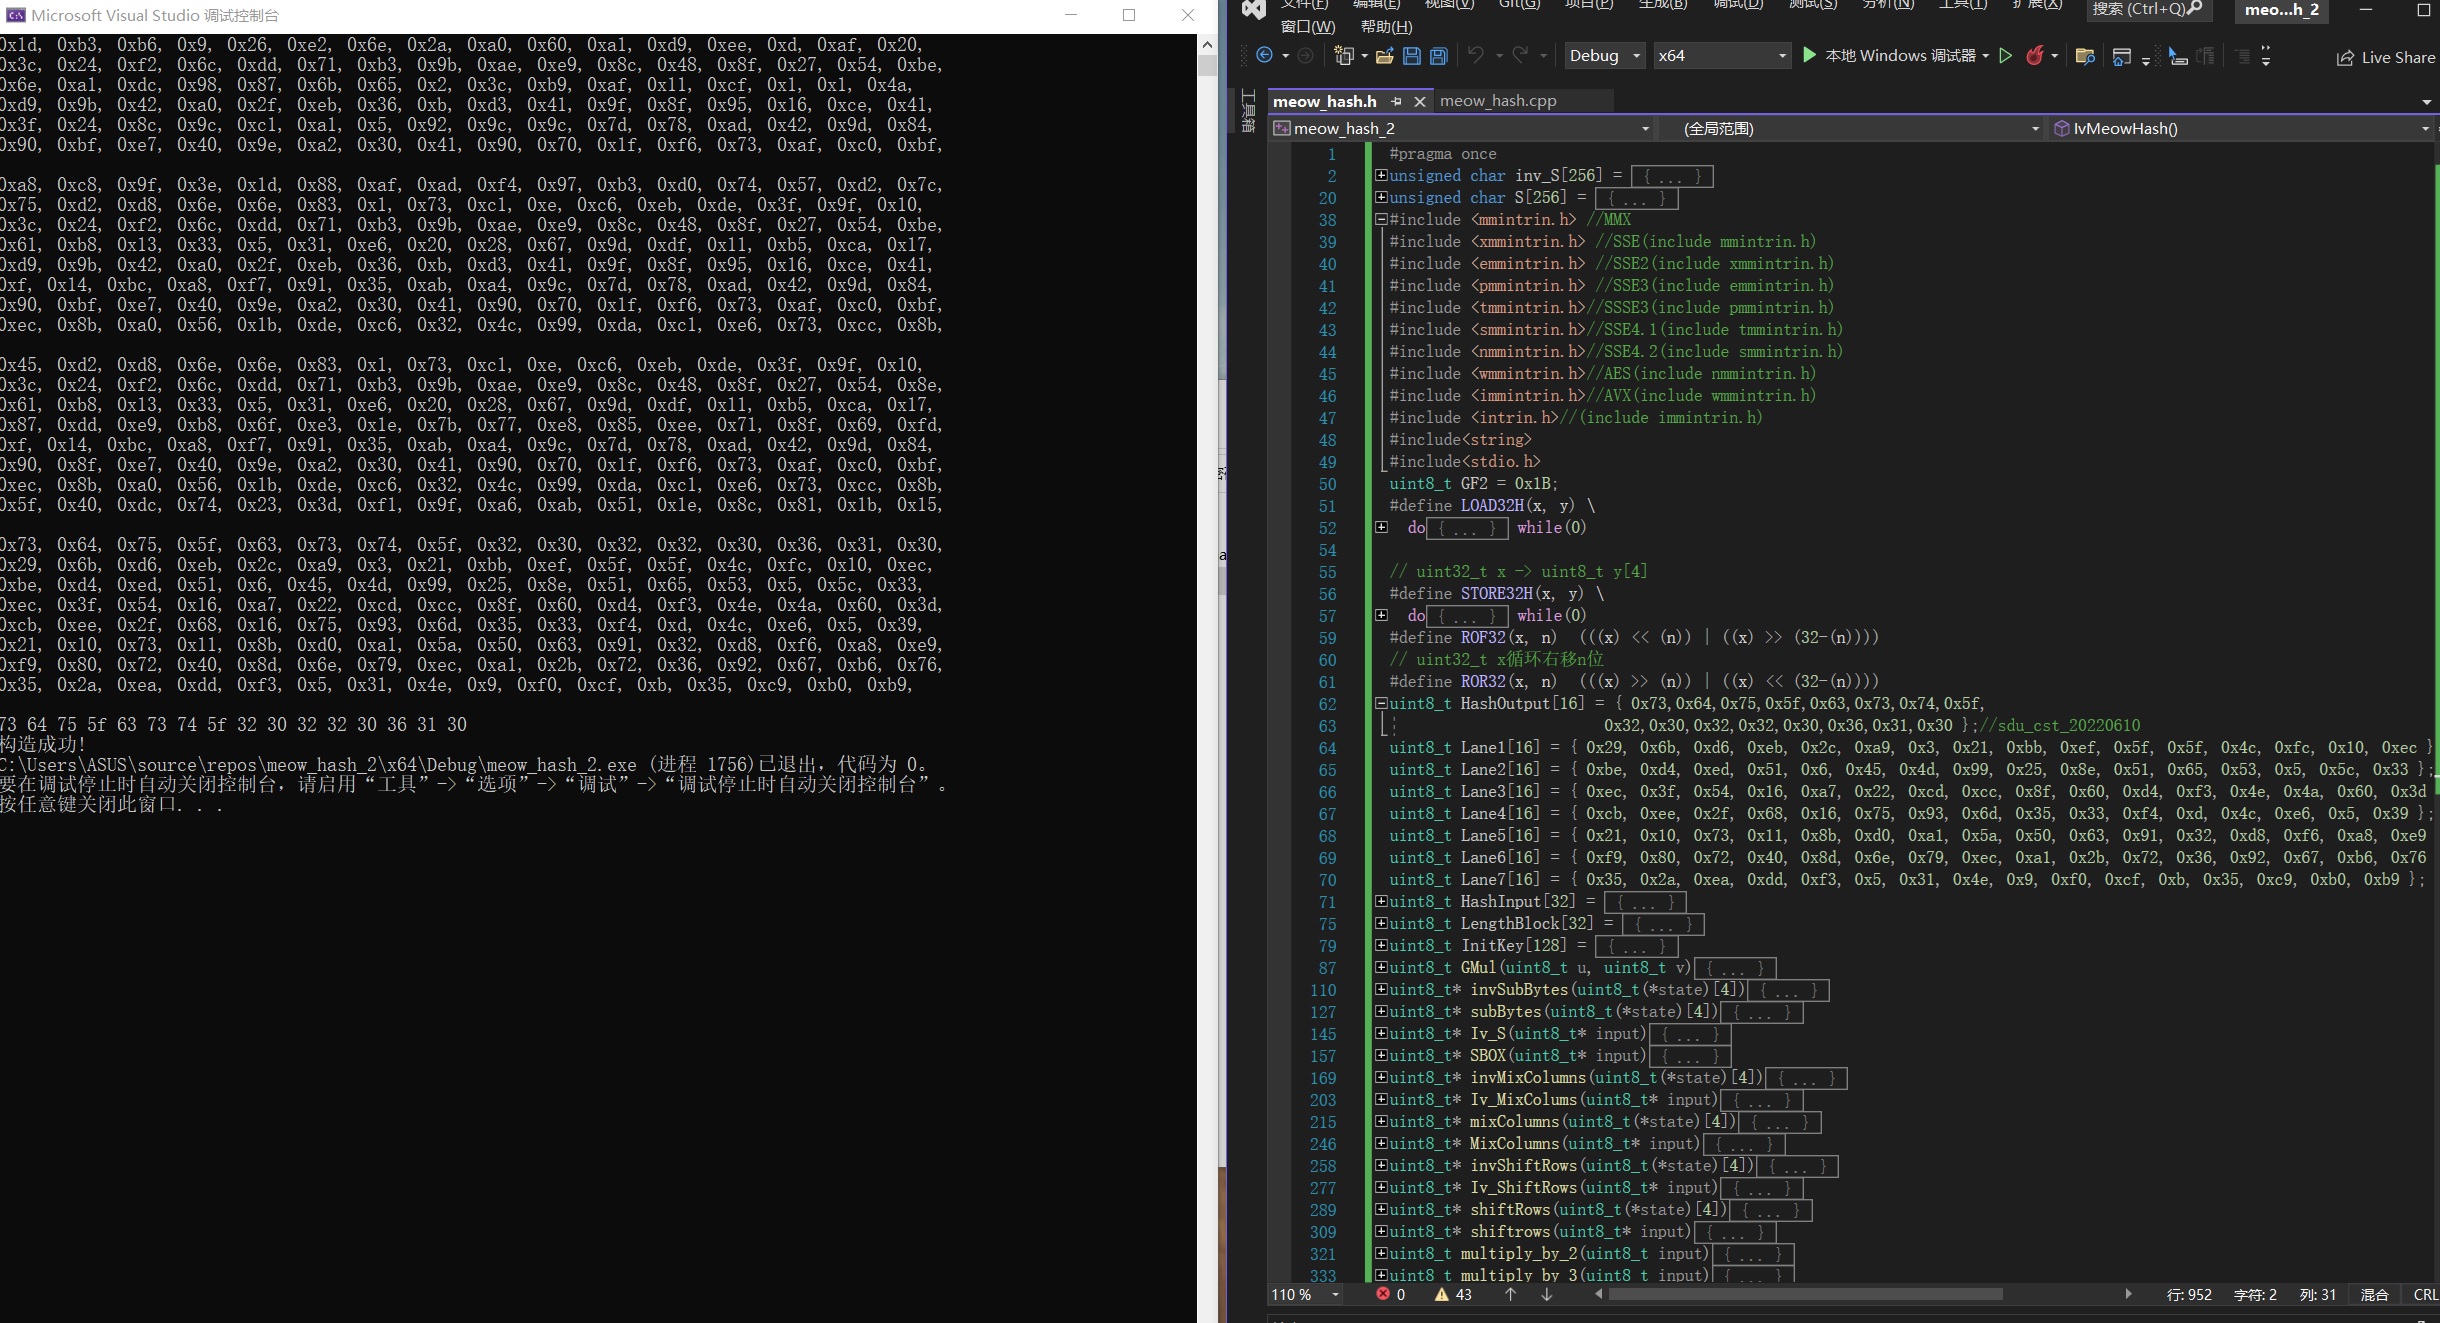 Microsoft Visual Studio 调试控制台
0x1d, 0xb3, 0xb6, 0x9, 0x26, 0xe2, 0x6e, 0x2a, 0xa0, 0x60, 0xa1, 0xd9, 0xee, 0xd, 0xaf, 0x20,
0x3c, 0x24, 0xf2, 0x6c, 0xdd, 0x71, 0xb3, 0x9b, 0xae, 0xe9, 0x8c, 0x48, 0x8f, 0x27, 0x54, 0xbe,
0x6e, 0xa1, 0xdc, 0x98, 0x87, 0x6b, 0x65, 0x2, 0x3c, 0xb9, 0xaf, 0x11, 0xcf, 0x1, 0x1, 0x4a,
0xd9, 0x9b, 0x42, 0xa0, 0x2f, 0xeb, 0x36, 0xb, 0xd3, 0x41, 0x9f, 0x8f, 0x95, 0x16, 0xce, 0x41,
0x3f, 0x24, 0x8c, 0x9c, 0xc1, 0xa1, 0x5, 0x92, 0x9c, 0x9c, 0x7d, 0x78, 0xad, 0x42, 0x9d, 0x84,
0x90, 0xbf, 0xe7, 0x40, 0x9e, 0xa2, 0x30, 0x41, 0x90, 0x70, 0x1f, 0xf6, 0x73, 0xaf, 0xc0, 0xbf,
0xa8, 0xc8, 0x9f, 0x3e, 0x1d, 0x88, 0xaf, 0xad, 0xf4, 0x97, 0xb3, 0xd0, 0x74, 0x57, 0xd2, 0x7c,
0x75, 0xd2, 0xd8, 0x6e, 0x6e, 0x83, 0x1, 0x73, 0xc1, 0xe, 0xc6, 0xeb, 0xde, 0x3f, 0x9f, 0x10,
0x3c, 0x24, 0xf2, 0x6c, 0xdd, 0x71, 0xb3, 0x9b, 0xae, 0xe9, 0x8c, 0x48, 0x8f, 0x27, 0x54, 0xbe,
0x61, 0xb8, 0x13, 0x33, 0x5, 0x31, 0xe6, 0x20, 0x28, 0x67, 0x9d, 0xdf, 0x11, 0xb5, 0xca, 0x17,
0xd9, 0x9b, 0x42, 0xa0, 0x2f, 0xeb, 0x36, 0xb, 0xd3, 0x41, 0x9f, 0x8f, 0x95, 0x16, 0xce, 0x41,
0xf, 0x14, 0xbc, 0xa8, 0xf7, 0x91, 0x35, 0xab, 0xa4, 0x9c, 0x7d, 0x78, 0xad, 0x42, 0x9d, 0x84,
0x90, 0xbf, 0xe7, 0x40, 0x9e, 0xa2, 0x30, 0x41, 0x90, 0x70, 0x1f, 0xf6, 0x73, 0xaf, 0xc0, 0xbf,
0xec, 0x8b, 0xa0, 0x56, 0x1b, 0xde, 0xc6, 0x32, 0x4c, 0x99, 0xda, 0xc1, 0xe6, 0x73, 0xcc, 0x8b,
0x45, 0xd2, 0xd8, 0x6e, 0x6e, 0x83, 0x1, 0x73, 0xc1, 0xe, 0xc6, 0xeb, 0xde, 0x3f, 0x9f, 0x10,
0x3c, 0x24, 0xf2, 0x6c, 0xdd, 0x71, 0xb3, 0x9b, 0xae, 0xe9, 0x8c, 0x48, 0x8f, 0x27, 0x54, 0x8e,
0x61, 0xb8, 0x13, 0x33, 0x5, 0x31, 0xe6, 0x20, 0x28, 0x67, 0x9d, 0xdf, 0x11, 0xb5, 0xca, 0x17,
0x87, 0xdd, 0xe9, 0xb8, 0x6f, 0xe3, 0x1e, 0x7b, 0x77, 0xe8, 0x85, 0xee, 0x71, 0x8f, 0x69, 0xfd,
0xf, 0x14, 0xbc, 0xa8, 0xf7, 0x91, 0x35, 0xab, 0xa4, 0x9c, 0x7d, 0x78, 0xad, 0x42, 0x9d, 0x84,
0x90, 0x8f, 0xe7, 0x40, 0x9e, 0xa2, 0x30, 0x41, 0x90, 0x70, 0x1f, 0xf6, 0x73, 0xaf, 0xc0, 0xbf,
0xec, 0x8b, 0xa0, 0x56, 0x1b, 0xde, 0xc6, 0x32, 0x4c, 0x99, 0xda, 0xc1, 0xe6, 0x73, 0xcc, 0x8b,
0x5f, 0x40, 0xdc, 0x74, 0x23, 0x3d, 0xf1, 0x9f, 0xa6, 0xab, 0x51, 0x1e, 0x8c, 0x81, 0x1b, 0x15,
0x73, 0x64, 0x75, 0x5f, 0x63, 0x73, 0x74, 0x5f, 0x32, 0x30, 0x32, 0x32, 0x30, 0x36, 0x31, 0x30,
0x29, 0x6b, 0xd6, 0xeb, 0x2c, 0xa9, 0x3, 0x21, 0xbb, 0xef, 0x5f, 0x5f, 0x4c, 0xfc, 0x10, 0xec,
0xbe, 0xd4, 0xed, 0x51, 0x6, 0x45, 0x4d, 0x99, 0x25, 0x8e, 0x51, 0x65, 0x53, 0x5, 0x5c, 0x33,
0xec, 0x3f, 0x54, 0x16, 0xa7, 0x22, 0xcd, 0xcc, 0x8f, 0x60, 0xd4, 0xf3, 0x4e, 0x4a, 0x60, 0x3d,
0xcb, 0xee, 0x2f, 0x68, 0x16, 0x75, 0x93, 0x6d, 0x35, 0x33, 0xf4, 0xd, 0x4c, 0xe6, 0x5, 0x39,
0x21, 0x10, 0x73, 0x11, 0x8b, 0xd0, 0xa1, 0x5a, 0x50, 0x63, 0x91, 0x32, 0xd8, 0xf6, 0xa8, 0xe9,
0xf9, 0x80, 0x72, 0x40, 0x8d, 0x6e, 0x79, 0xec, 0xa1, 0x2b, 0x72, 0x36, 0x92, 0x67, 0xb6, 0x76,
0x35, 0x2a, 0xea, 0xdd, 0xf3, 0x5, 0x31, 0x4e, 0x9, 0xf0, 0xcf, 0xb, 0x35, 0xc9, 0xb0, 0xb9,
73 64 75 5f 63 73 74 5f 32 30 32 32 30 36 31 30
构造成功!
C:\Users\ASUS\source\repos\meow_hash_2\x64\Debug\meow_hash_2.exe (进程 1756)已退出，代码为 0。
要在调试停止时自动关闭控制台，请启用“工具”->“选项”->“调试”->“调试停止时自动关闭控制台”。
按任意键关闭此窗口. . .
文件(F) 编辑(E) 视图(V) Git(G) 项目(P) 生成(B) 调试(D) 测试(S) 分析(N) 工具(T) 扩展(X) 搜索 (Ctrl+Q) meo...h_2
窗口(W) 帮助(H)
Debug x64 本地 Windows 调试器 Live Share
工具箱
meow_hash.h meow_hash.cpp
meow_hash_2 (全局范围) IvMeowHash()
1 #pragma once
2 unsigned char inv_S[256] = { ... }
20 unsigned char S[256] = { ... }
38 #include <mmintrin.h> //MMX
39 #include <xmmintrin.h> //SSE(include mmintrin.h)
40 #include <emmintrin.h> //SSE2(include xmmintrin.h)
41 #include <pmmintrin.h> //SSE3(include emmintrin.h)
42 #include <tmmintrin.h>//SSSE3(include pmmintrin.h)
43 #include <smmintrin.h>//SSE4.1(include tmmintrin.h)
44 #include <nmmintrin.h>//SSE4.2(include smmintrin.h)
45 #include <wmmintrin.h>//AES(include nmmintrin.h)
46 #include <immintrin.h>//AVX(include wmmintrin.h)
47 #include <intrin.h>//(include immintrin.h)
48 #include<string>
49 #include<stdio.h>
50 uint8_t GF2 = 0x1B;
51 #define LOAD32H(x, y) \
52 do{ ... } while(0)
54
55 // uint32_t x -> uint8_t y[4]
56 #define STORE32H(x, y) \
57 do{ ... } while(0)
59 #define ROF32(x, n) (((x) << (n)) | ((x) >> (32-(n))))
60 // uint32_t x循环右移n位
61 #define ROR32(x, n) (((x) >> (n)) | ((x) << (32-(n))))
62 uint8_t HashOutput[16] = { 0x73,0x64,0x75,0x5f,0x63,0x73,0x74,0x5f,
63 0x32,0x30,0x32,0x32,0x30,0x36,0x31,0x30 };//sdu_cst_20220610
64 uint8_t Lane1[16] = { 0x29, 0x6b, 0xd6, 0xeb, 0x2c, 0xa9, 0x3, 0x21, 0xbb, 0xef, 0x5f, 0x5f, 0x4c, 0xfc, 0x10, 0xec }
65 uint8_t Lane2[16] = { 0xbe, 0xd4, 0xed, 0x51, 0x6, 0x45, 0x4d, 0x99, 0x25, 0x8e, 0x51, 0x65, 0x53, 0x5, 0x5c, 0x33 };
66 uint8_t Lane3[16] = { 0xec, 0x3f, 0x54, 0x16, 0xa7, 0x22, 0xcd, 0xcc, 0x8f, 0x60, 0xd4, 0xf3, 0x4e, 0x4a, 0x60, 0x3d
67 uint8_t Lane4[16] = { 0xcb, 0xee, 0x2f, 0x68, 0x16, 0x75, 0x93, 0x6d, 0x35, 0x33, 0xf4, 0xd, 0x4c, 0xe6, 0x5, 0x39 };
68 uint8_t Lane5[16] = { 0x21, 0x10, 0x73, 0x11, 0x8b, 0xd0, 0xa1, 0x5a, 0x50, 0x63, 0x91, 0x32, 0xd8, 0xf6, 0xa8, 0xe9
69 uint8_t Lane6[16] = { 0xf9, 0x80, 0x72, 0x40, 0x8d, 0x6e, 0x79, 0xec, 0xa1, 0x2b, 0x72, 0x36, 0x92, 0x67, 0xb6, 0x76
70 uint8_t Lane7[16] = { 0x35, 0x2a, 0xea, 0xdd, 0xf3, 0x5, 0x31, 0x4e, 0x9, 0xf0, 0xcf, 0xb, 0x35, 0xc9, 0xb0, 0xb9 };
71 uint8_t HashInput[32] = { ... }
75 uint8_t LengthBlock[32] = { ... }
79 uint8_t InitKey[128] = { ... }
87 uint8_t GMul(uint8_t u, uint8_t v){ ... }
110 uint8_t* invSubBytes(uint8_t(*state)[4]){ ... }
127 uint8_t* subBytes(uint8_t(*state)[4]){ ... }
145 uint8_t* Iv_S(uint8_t* input){ ... }
157 uint8_t* SBOX(uint8_t* input){ ... }
169 uint8_t* invMixColumns(uint8_t(*state)[4]){ ... }
203 uint8_t* Iv_MixColums(uint8_t* input){ ... }
215 uint8_t* mixColumns(uint8_t(*state)[4]){ ... }
246 uint8_t* MixColumns(uint8_t* input){ ... }
258 uint8_t* invShiftRows(uint8_t(*state)[4]){ ... }
277 uint8_t* Iv_ShiftRows(uint8_t* input){ ... }
289 uint8_t* shiftRows(uint8_t(*state)[4]){ ... }
309 uint8_t* shiftrows(uint8_t* input){ ... }
321 uint8_t multiply_by_2(uint8_t input){ ... }
333 uint8_t multiply_by_3(uint8_t input){ ... }
110 % 0 43 行: 952 字符: 2 列: 31 混合 CRL